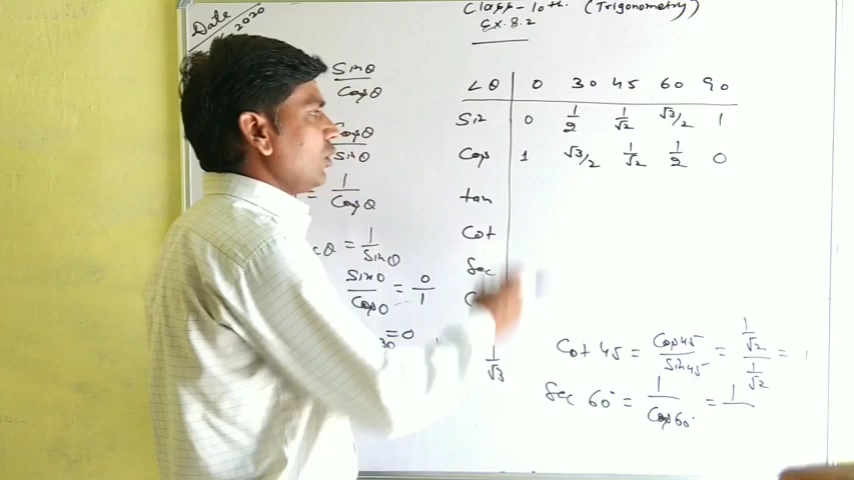 Date
2020
Class-10th. (Trigonometry)
Ex.8.2
Sinθ
Cosθ
Cosθ
Sinθ
= 1/Cosθ
cθ = 1/Sinθ
Sin0/Cos0 = 0/1
30 = 0
1/√3
∠θ 0 30 45 60 90
Sin 0 1/2 1/√2 √3/2 1
Cos 1 √3/2 1/√2 1/2 0
tan
Cot
Sec
C
Cot 45 = Cos45/Sin45 = 1/√2 / 1/√2 = 1
Sec 60° = 1/Cos60° = 1